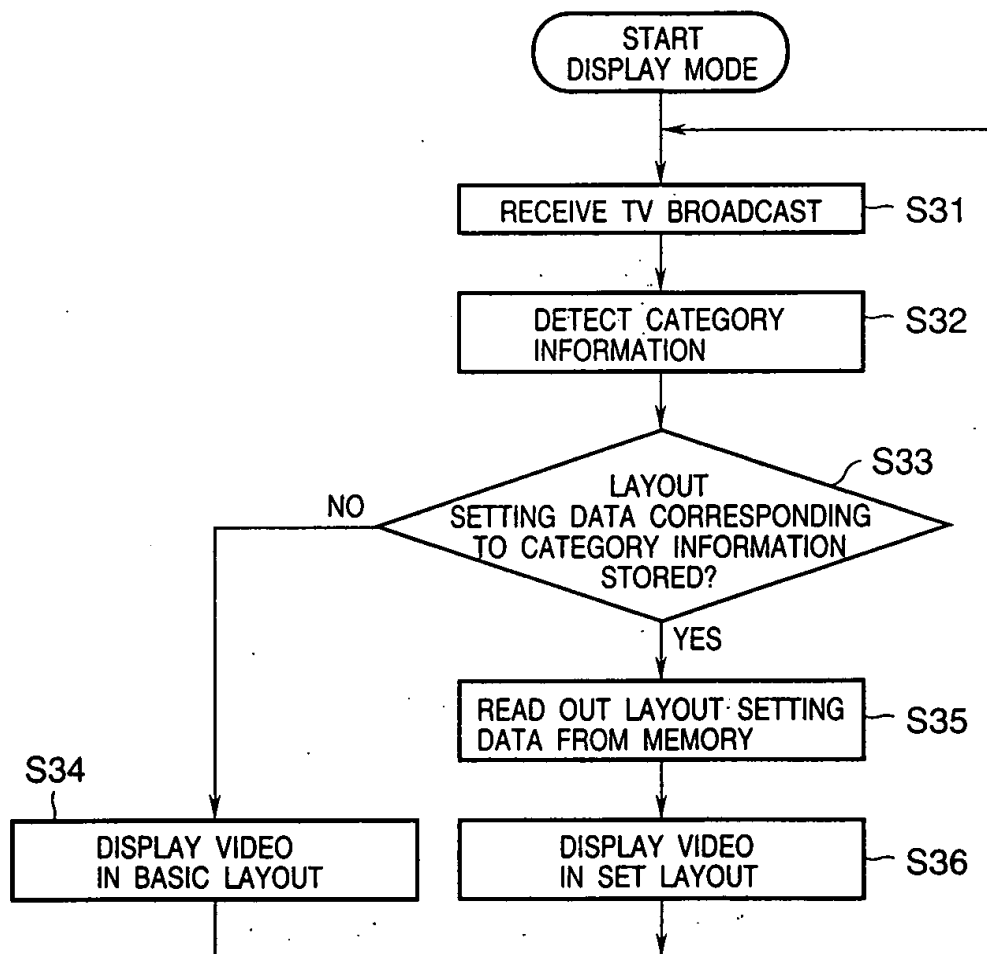 START
DISPLAY MODE
RECEIVE TV BROADCAST
S31
DETECT CATEGORY
INFORMATION
S32
S33
LAYOUT
SETTING DATA CORRESPONDING
TO CATEGORY INFORMATION
STORED?
NO
YES
READ OUT LAYOUT SETTING
DATA FROM MEMORY
S35
S34
DISPLAY VIDEO
IN BASIC LAYOUT
DISPLAY VIDEO
IN SET LAYOUT
S36